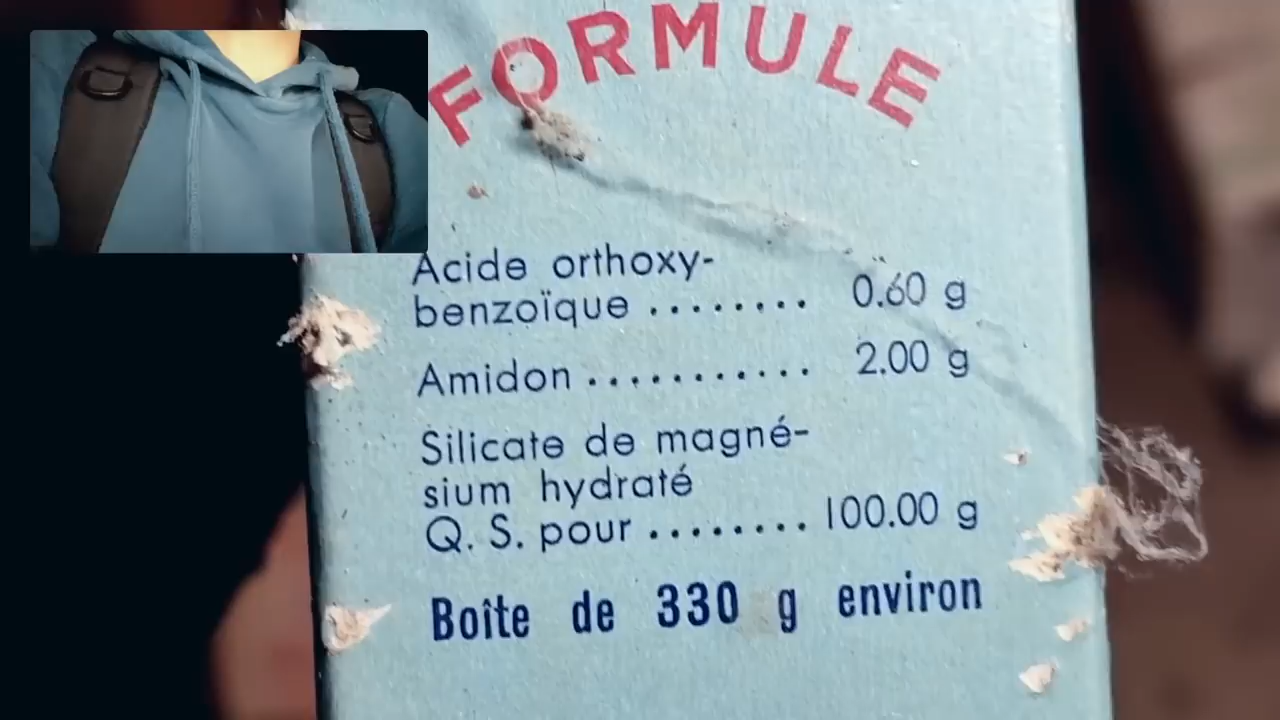 FORMULE
Acide orthoxy-
benzoïque ........ 0.60 g
Amidon ........... 2.00 g
Silicate de magné-
sium hydraté
Q. S. pour ........ 100.00 g
Boîte de 330 g environ